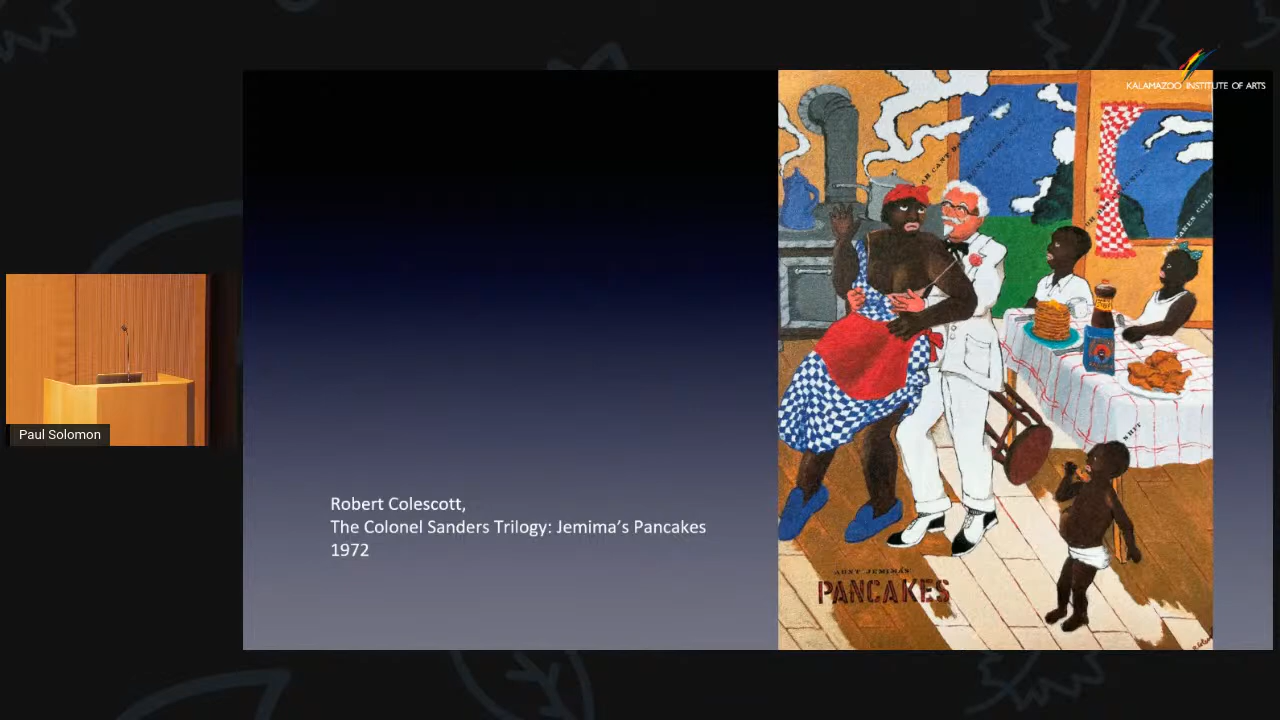 KALAMAZOO INSTITUTE OF ARTS
Paul Solomon
Robert Colescott,
The Colonel Sanders Trilogy: Jemima's Pancakes
1972
AUNT JEMIMA'S
PANCAKES